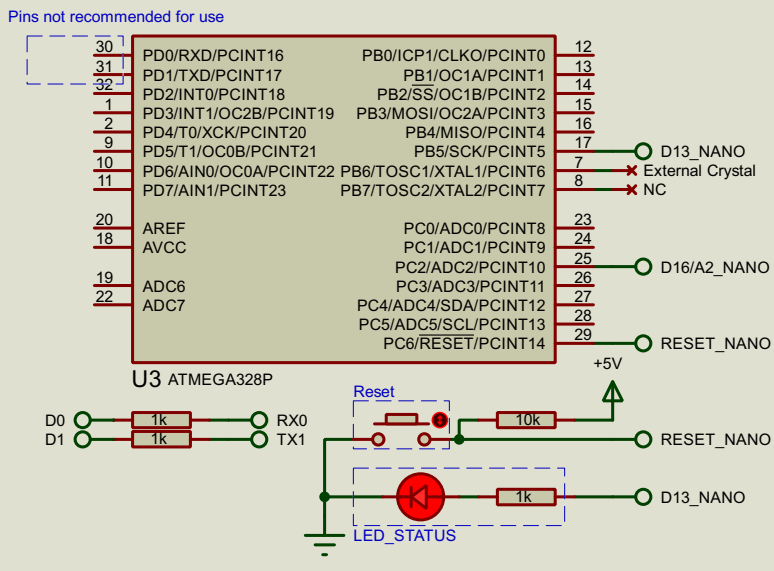 Pins not recommended for use
30 PD0/RXD/PCINT16 PB0/ICP1/CLKO/PCINT0 12
31 PD1/TXD/PCINT17 PB1/OC1A/PCINT1 13
32 PD2/INT0/PCINT18 PB2/SS/OC1B/PCINT2 14
1 PD3/INT1/OC2B/PCINT19 PB3/MOSI/OC2A/PCINT3 15
2 PD4/T0/XCK/PCINT20 PB4/MISO/PCINT4 16
9 PD5/T1/OC0B/PCINT21 PB5/SCK/PCINT5 17 D13_NANO
10 PD6/AIN0/OC0A/PCINT22 PB6/TOSC1/XTAL1/PCINT6 7 External Crystal
11 PD7/AIN1/PCINT23 PB7/TOSC2/XTAL2/PCINT7 8 NC
20 AREF PC0/ADC0/PCINT8 23
18 AVCC PC1/ADC1/PCINT9 24
PC2/ADC2/PCINT10 25 D16/A2_NANO
19 ADC6 PC3/ADC3/PCINT11 26
22 ADC7 PC4/ADC4/SDA/PCINT12 27
PC5/ADC5/SCL/PCINT13 28
PC6/RESET/PCINT14 29 RESET_NANO
U3 ATMEGA328P
+5V
Reset
D0 1k RX0
10k
D1 1k TX1
RESET_NANO
1k D13_NANO
LED_STATUS